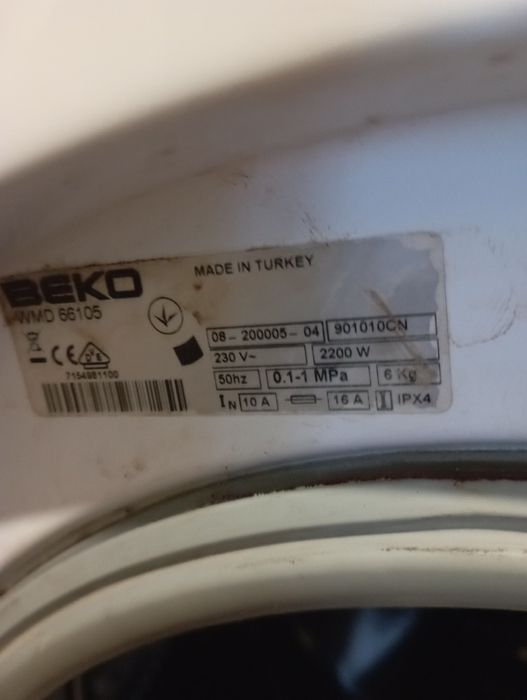 BEKO
MADE IN TURKEY
WMD 66105
08-200005-04 901010CN
230 V~ 2200 W
50hz 0.1-1 MPa 6 Kg
7154981100
IN 10 A 16 A IPX4